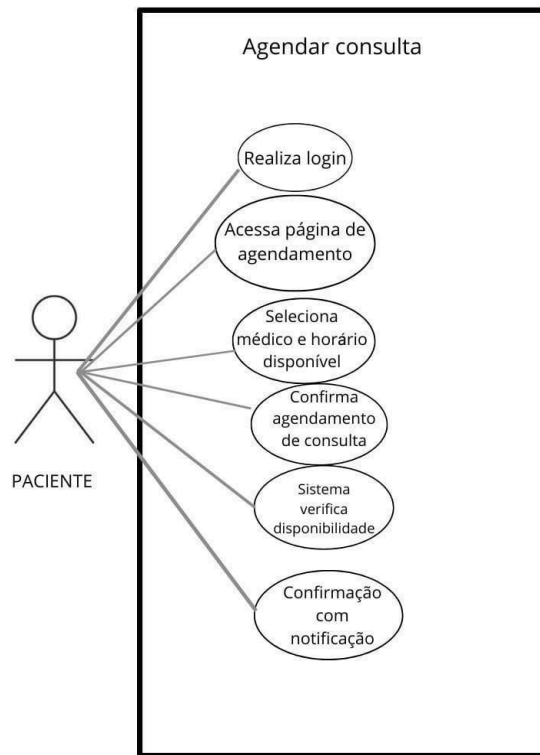 Agendar consulta
Realiza login
Acessa página de
agendamento
Seleciona
médico e horário
disponível
Confirma
agendamento
de consulta
PACIENTE
Sistema
verifica
disponibilidade
Confirmação
com
notificação